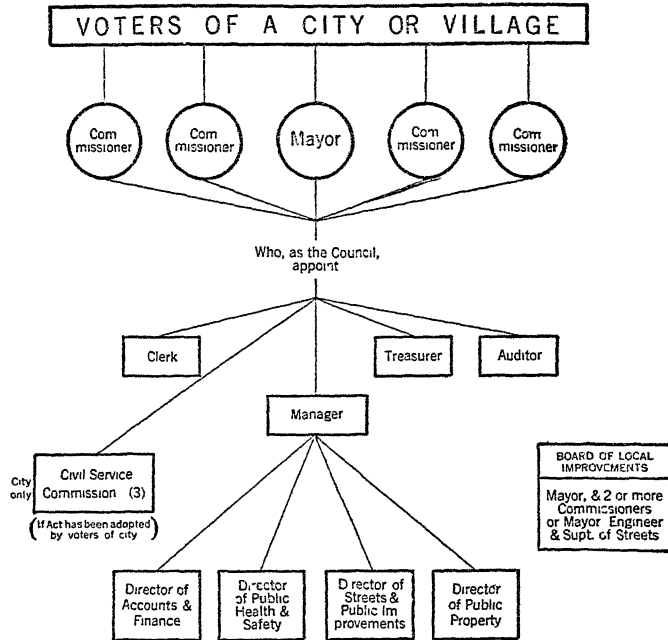 VOTERS OF A CITY OR VILLAGE
Com
missioner
Com
missioner
Mayor
Com
missioner
Com
missioner
Who, as the Council,
appoint
Clerk
Treasurer
Auditor
Manager
City
only
Civil Service
Commission (3)
(If Act has been adopted
by voters of city)
BOARD OF LOCAL
IMPROVEMENTS
Mayor, & 2 or more
Commissioners
or Mayor Engineer
& Supt. of Streets
Director of
Accounts &
Finance
Director
of Public
Health &
Safety
Director of
Streets &
Public Im
provements
Director
of Public
Property